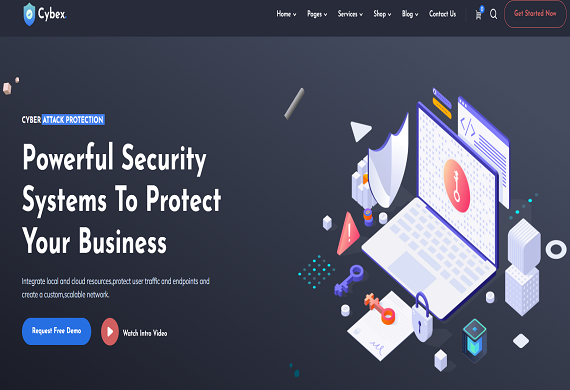 Cybex
Home Pages Services Shop Blog Contact Us
Get Started Now
CYBER ATTACK PROTECTION
Powerful Security
Systems To Protect
Your Business
Integrate local and cloud resources,protect user traffic and endpoints and
create a custom,scalable network.
Request Free Demo
Watch Intro Video